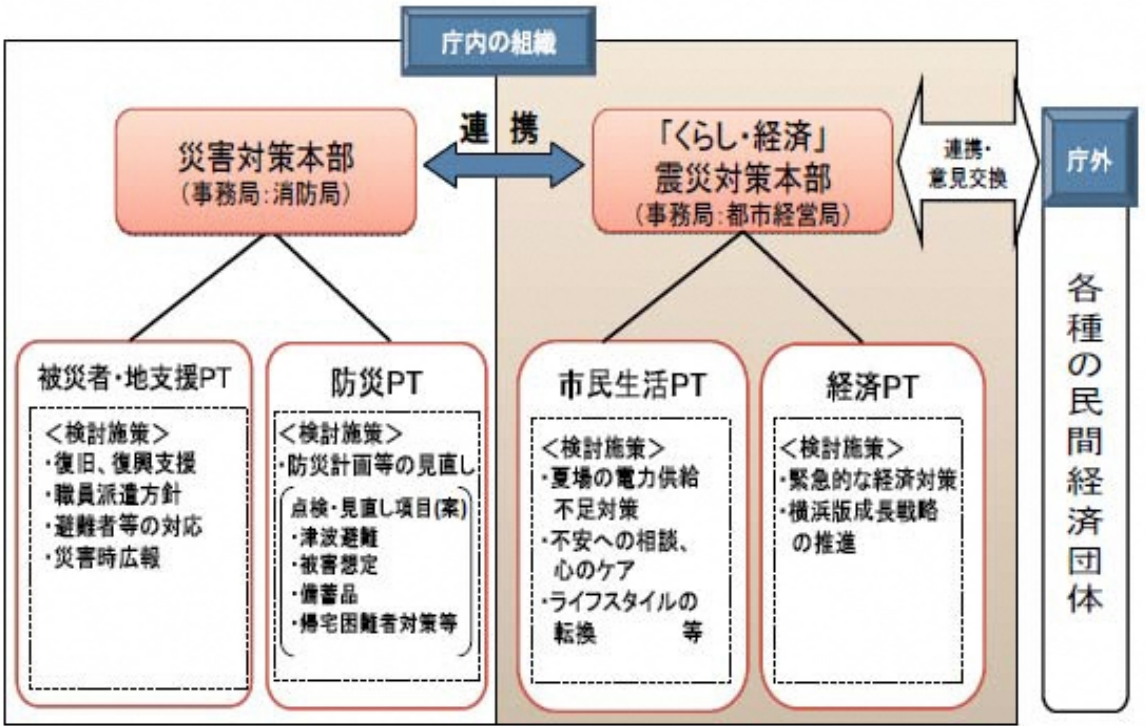 庁内の組織
災害対策本部
(事務局:消防局)
連 携
「くらし・経済」
震災対策本部
(事務局:都市経営局)
連携・
意見交換
庁外
各種の民間経済団体
被災者・地支援PT
<検討施策>
・復旧、復興支援
・職員派遣方針
・避難者等の対応
・災害時広報
防災PT
<検討施策>
・防災計画等の見直し
点検・見直し項目(案)
・津波避難
・被害想定
・備蓄品
・帰宅困難者対策等
市民生活PT
<検討施策>
・夏場の電力供給
不足対策
・不安への相談、
心のケア
・ライフスタイルの
転換 等
経済PT
<検討施策>
・緊急的な経済対策
・横浜版成長戦略
の推進